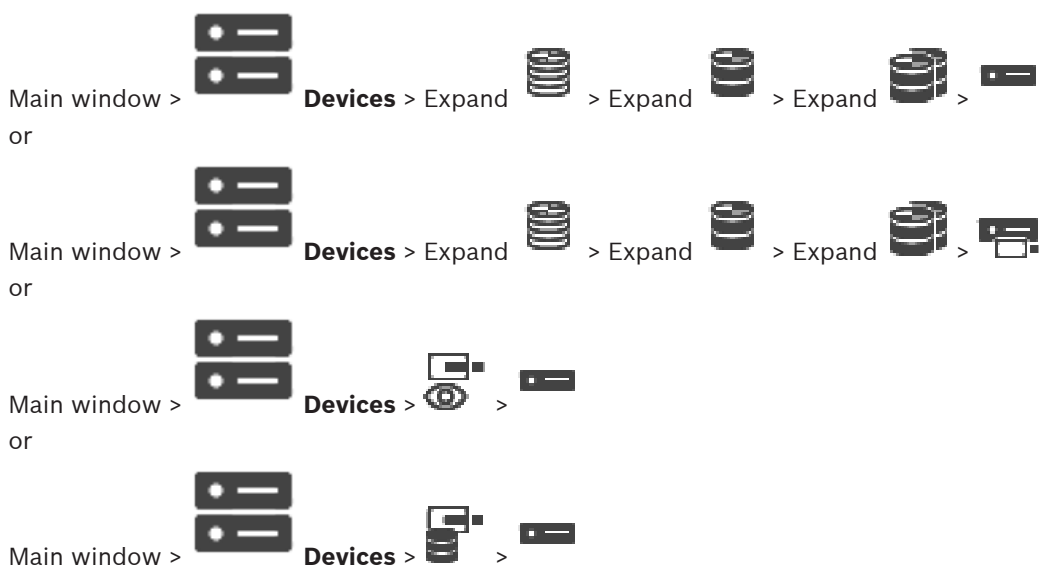 Main window > Devices > Expand > Expand > Expand >
or
Main window > Devices > Expand > Expand > Expand >
or
Main window > Devices > >
or
Main window > Devices > >